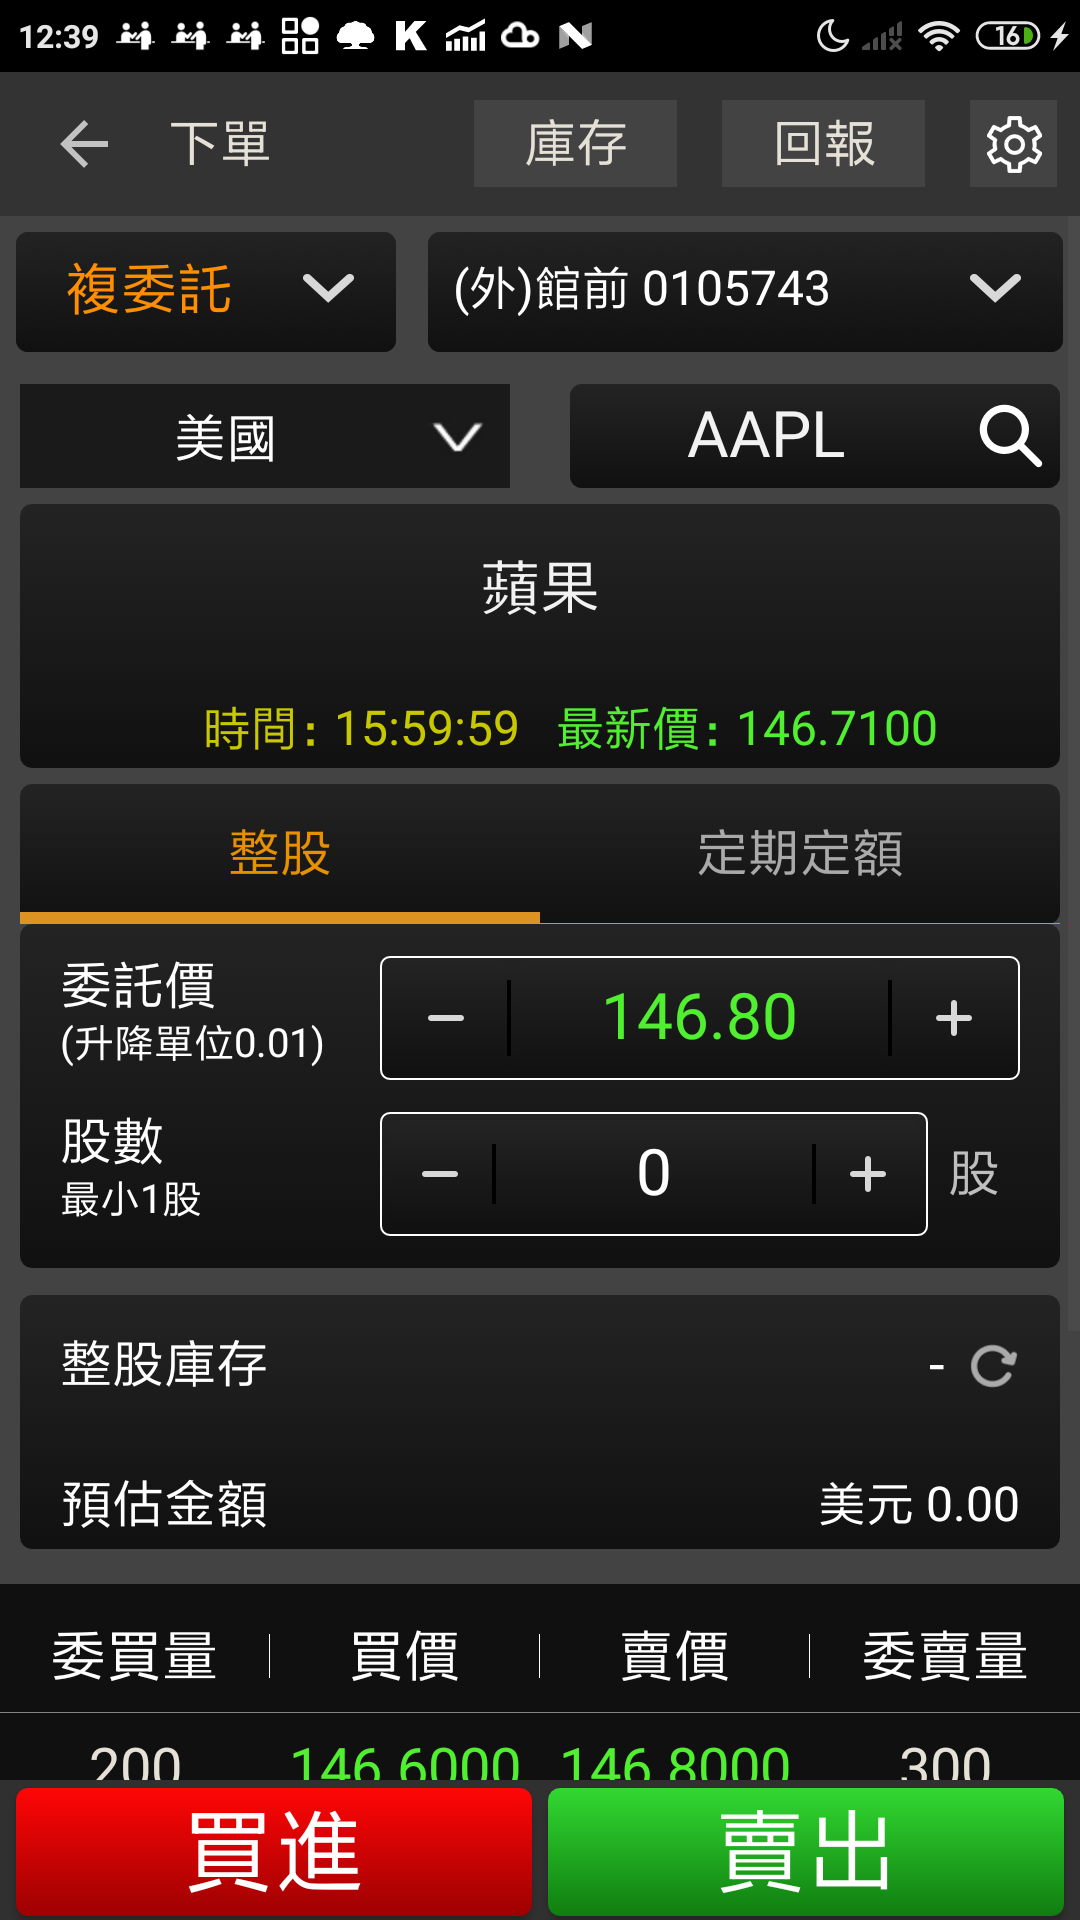 12:39 16
下單 庫存 回報
複委託 (外)館前 0105743
美國 AAPL
蘋果
時間: 15:59:59 最新價: 146.7100
整股 定期定額
委託價 146.80
(升降單位0.01)
股數 0 股
最小1股
整股庫存 -
預估金額 美元 0.00
委買量 買價 賣價 委賣量
200 146.6000 146.8000 300
買進 賣出